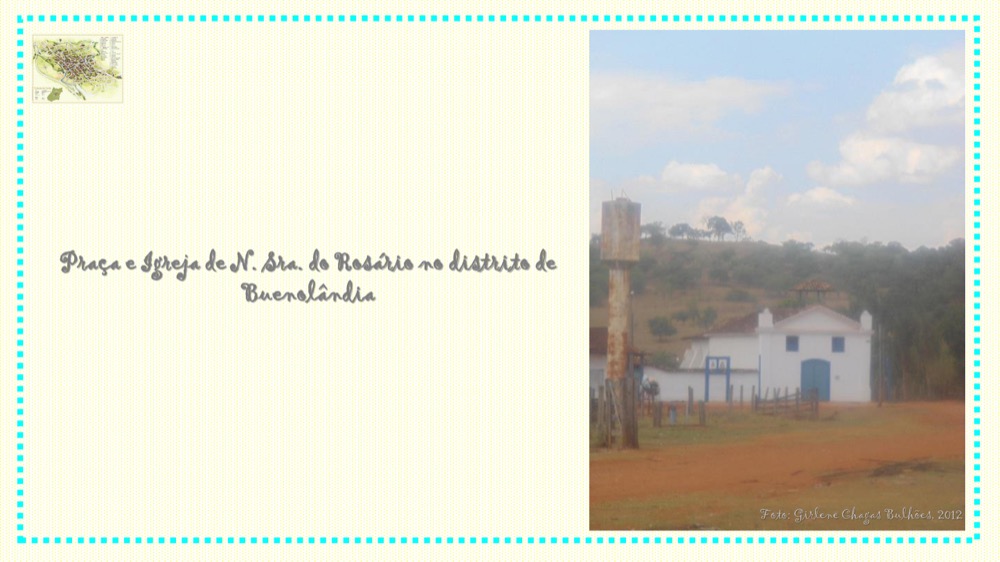 Praça e Igreja de N. Sra. do Rosário no distrito de
Buenolândia
Foto: Girlene Chagas Bulhões, 2012